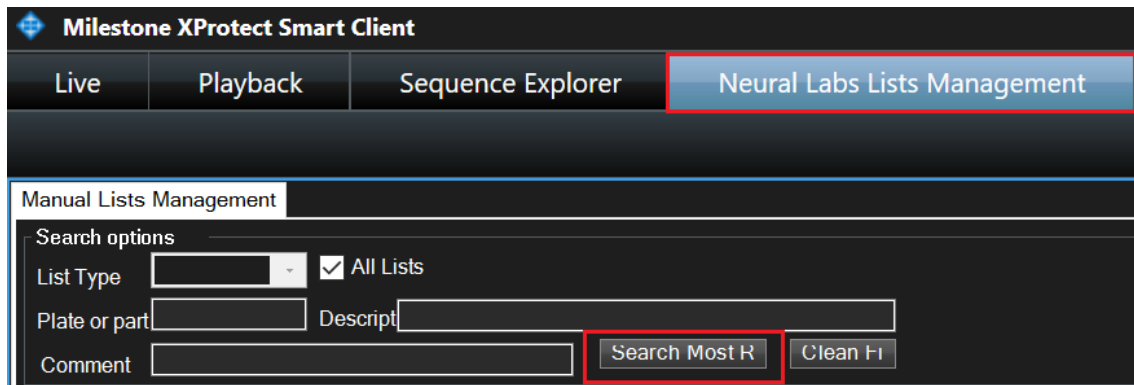 Milestone XProtect Smart Client
Live Playback Sequence Explorer Neural Labs Lists Management
Manual Lists Management
Search options
List Type All Lists
Plate or part Descript
Comment Search Most R Clean Fi